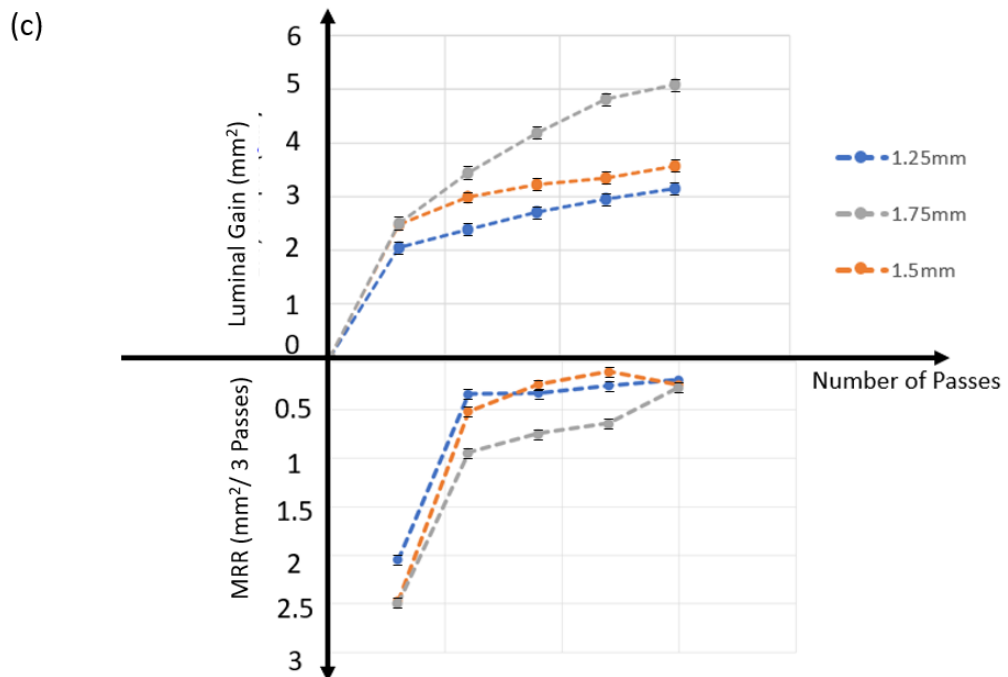 (c)
6
5
4
3
2
1
0
Luminal Gain (mm²)
1.25mm
1.75mm
1.5mm
Number of Passes
0.5
1
1.5
2
2.5
3
MRR (mm²/ 3 Passes)